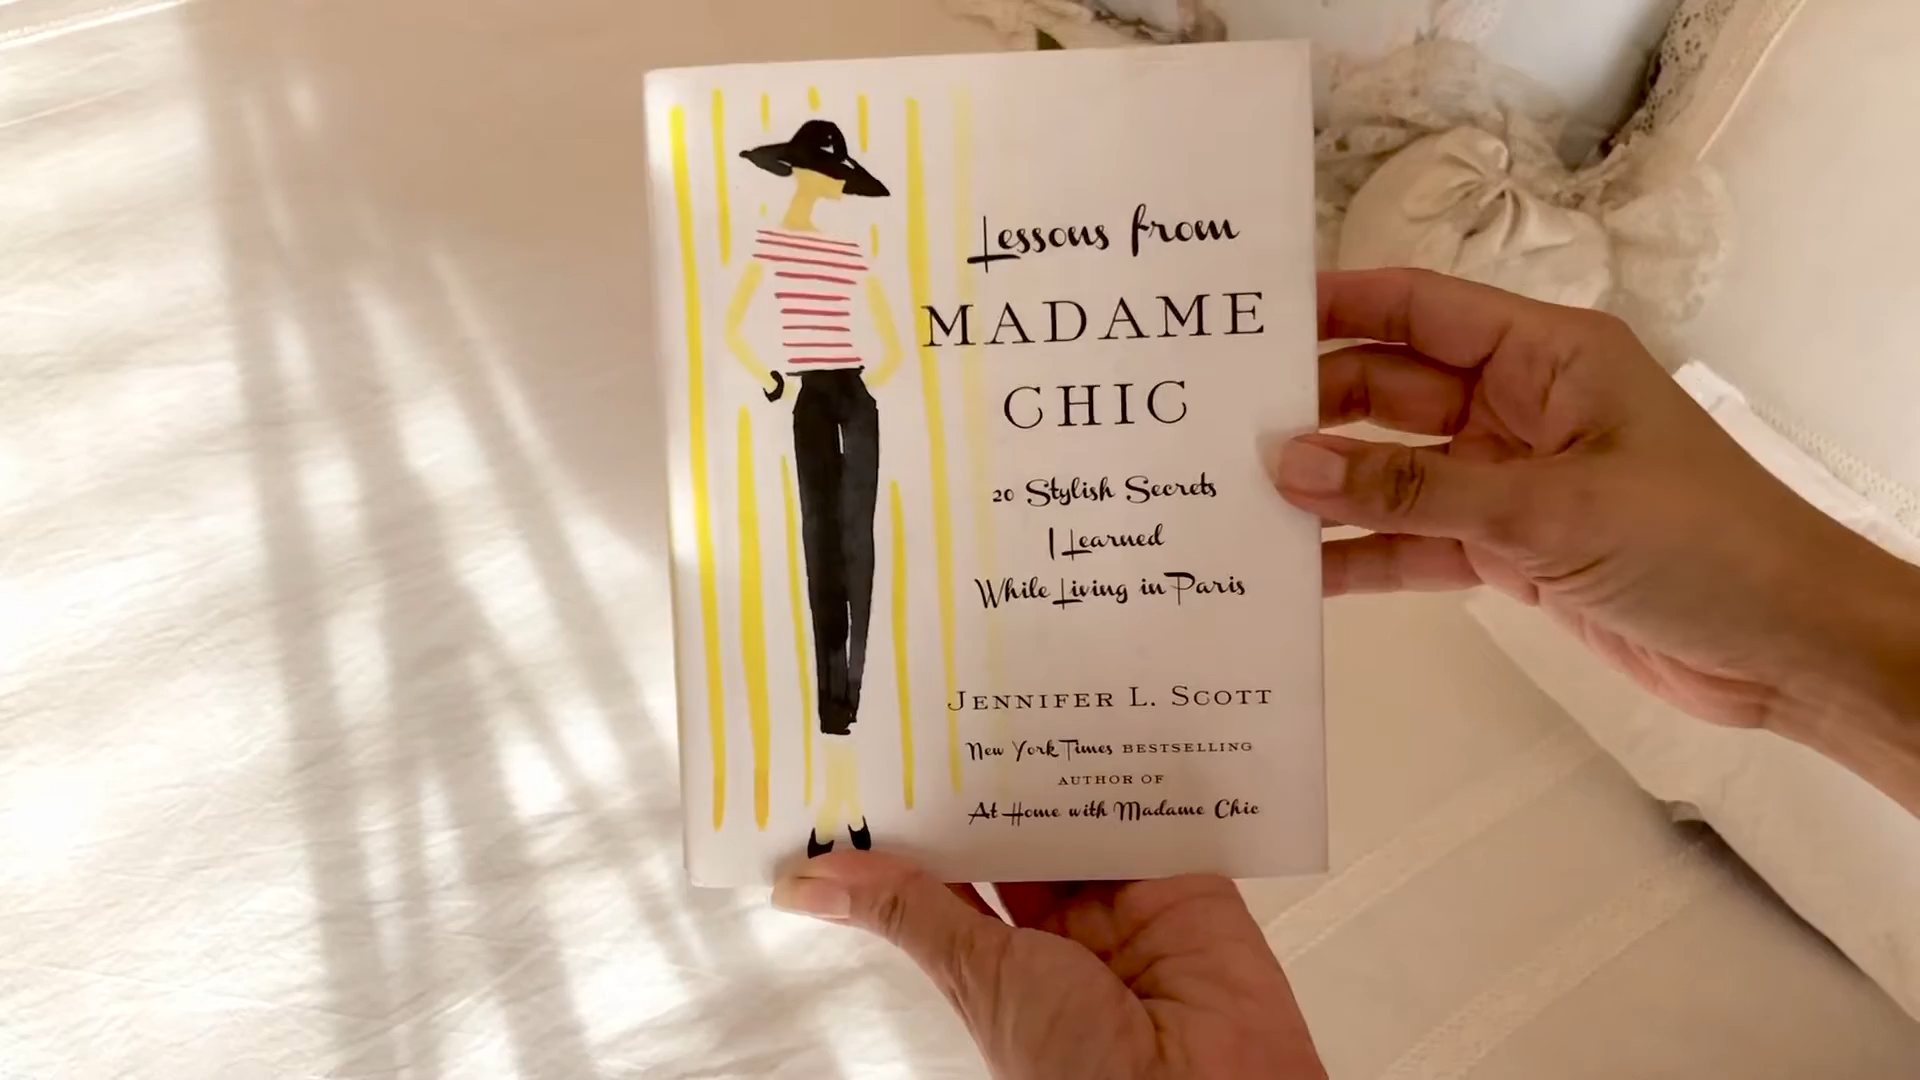 Lessons from
MADAME
CHIC
20 Stylish Secrets
I Learned
While Living in Paris
JENNIFER L. SCOTT
New York Times BESTSELLING
AUTHOR OF
At Home with Madame Chic